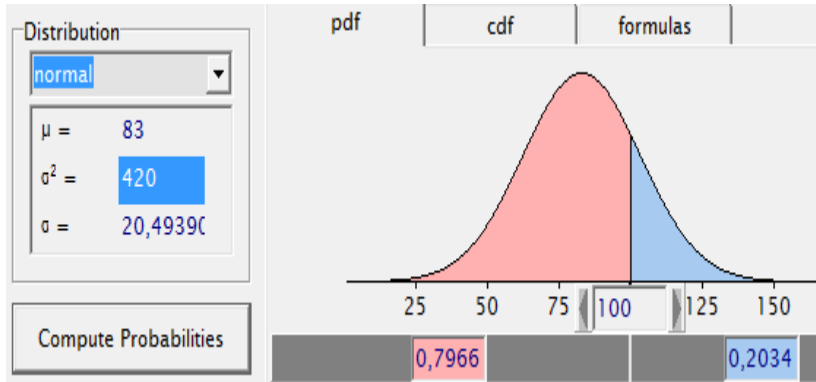 Distribution
normal
μ = 83
σ² = 420
σ = 20,49390
Compute Probabilities
pdf cdf formulas
25 50 75 100 125 150
0,7966 0,2034